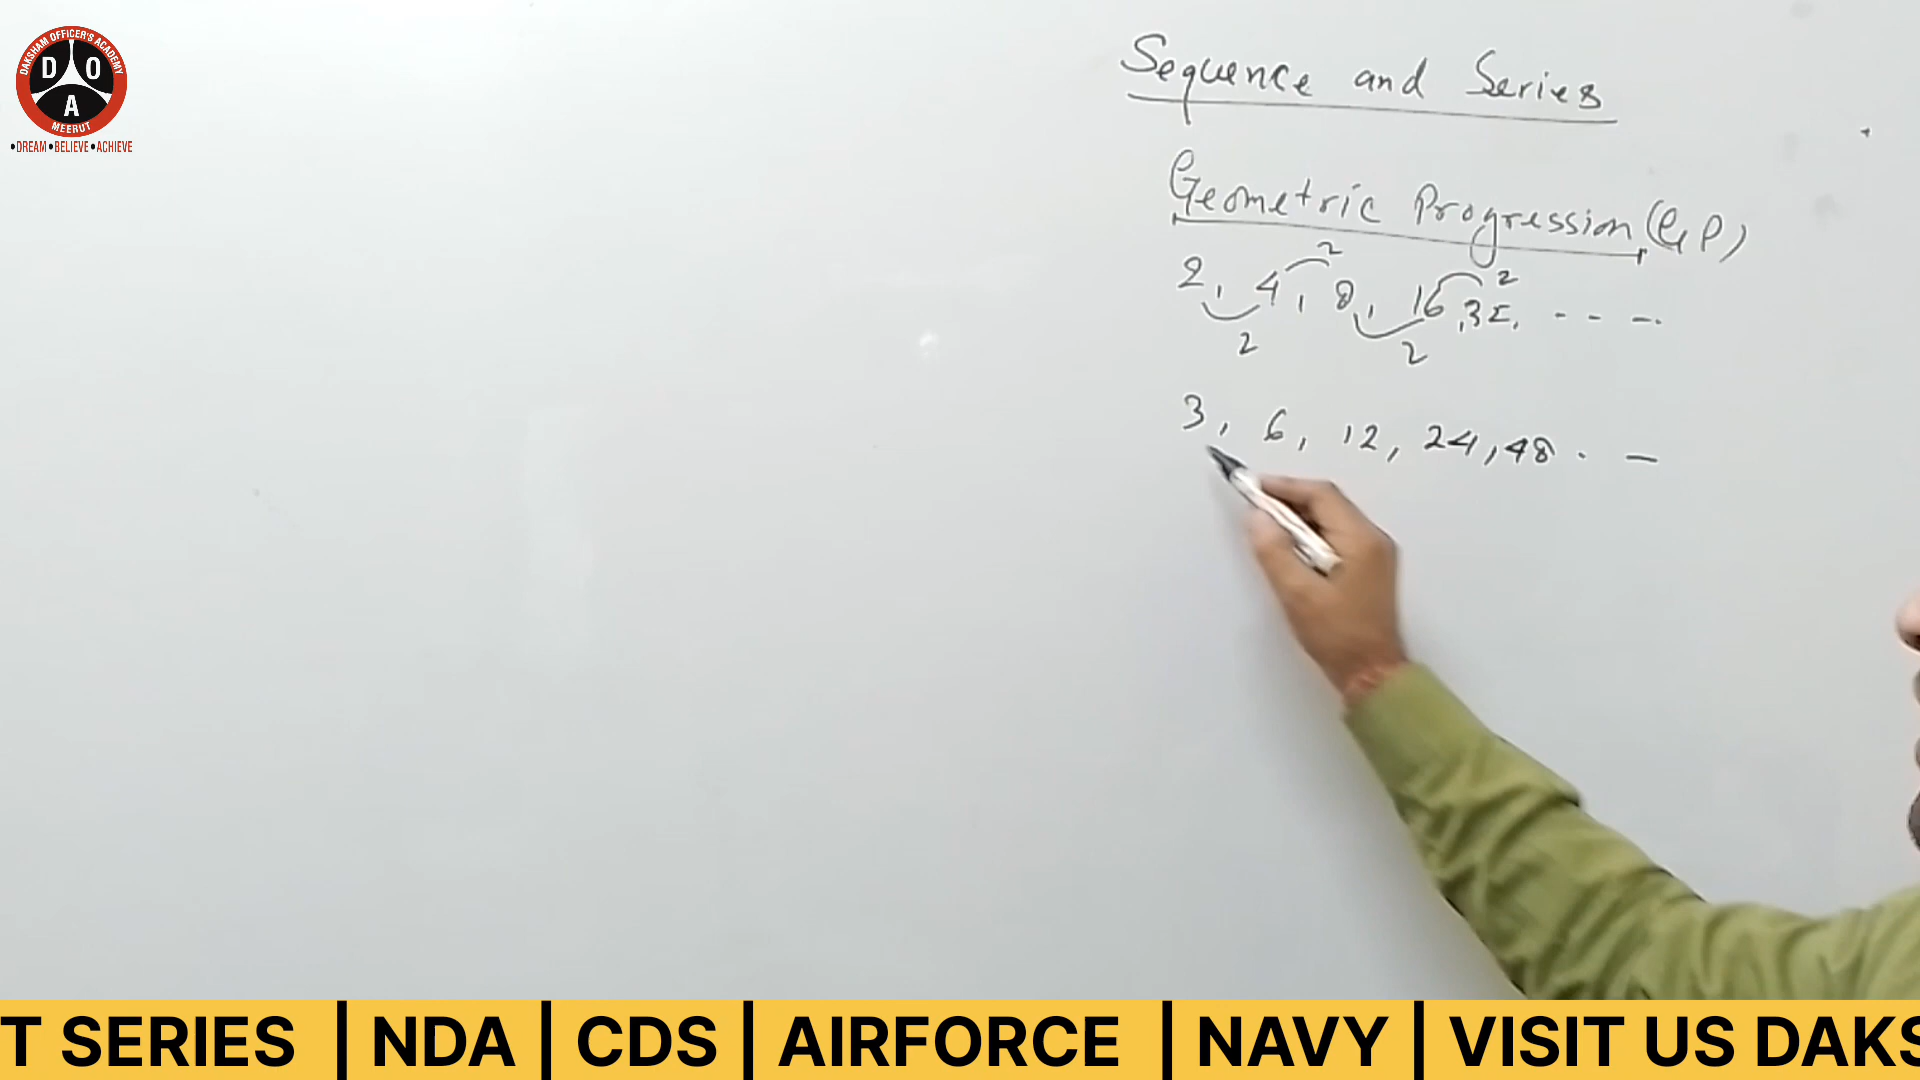 DAKSHAM OFFICER'S ACADEMY
D O
A
MEERUT
•DREAM•BELIEVE•ACHIEVE
Sequence and Series
Geometric Progression (GP)
2 2
2, 4, 8, 16, 32, - - -.
2 2
3, 6, 12, 24, 48 . -
T SERIES | NDA | CDS | AIRFORCE | NAVY | VISIT US DAKS